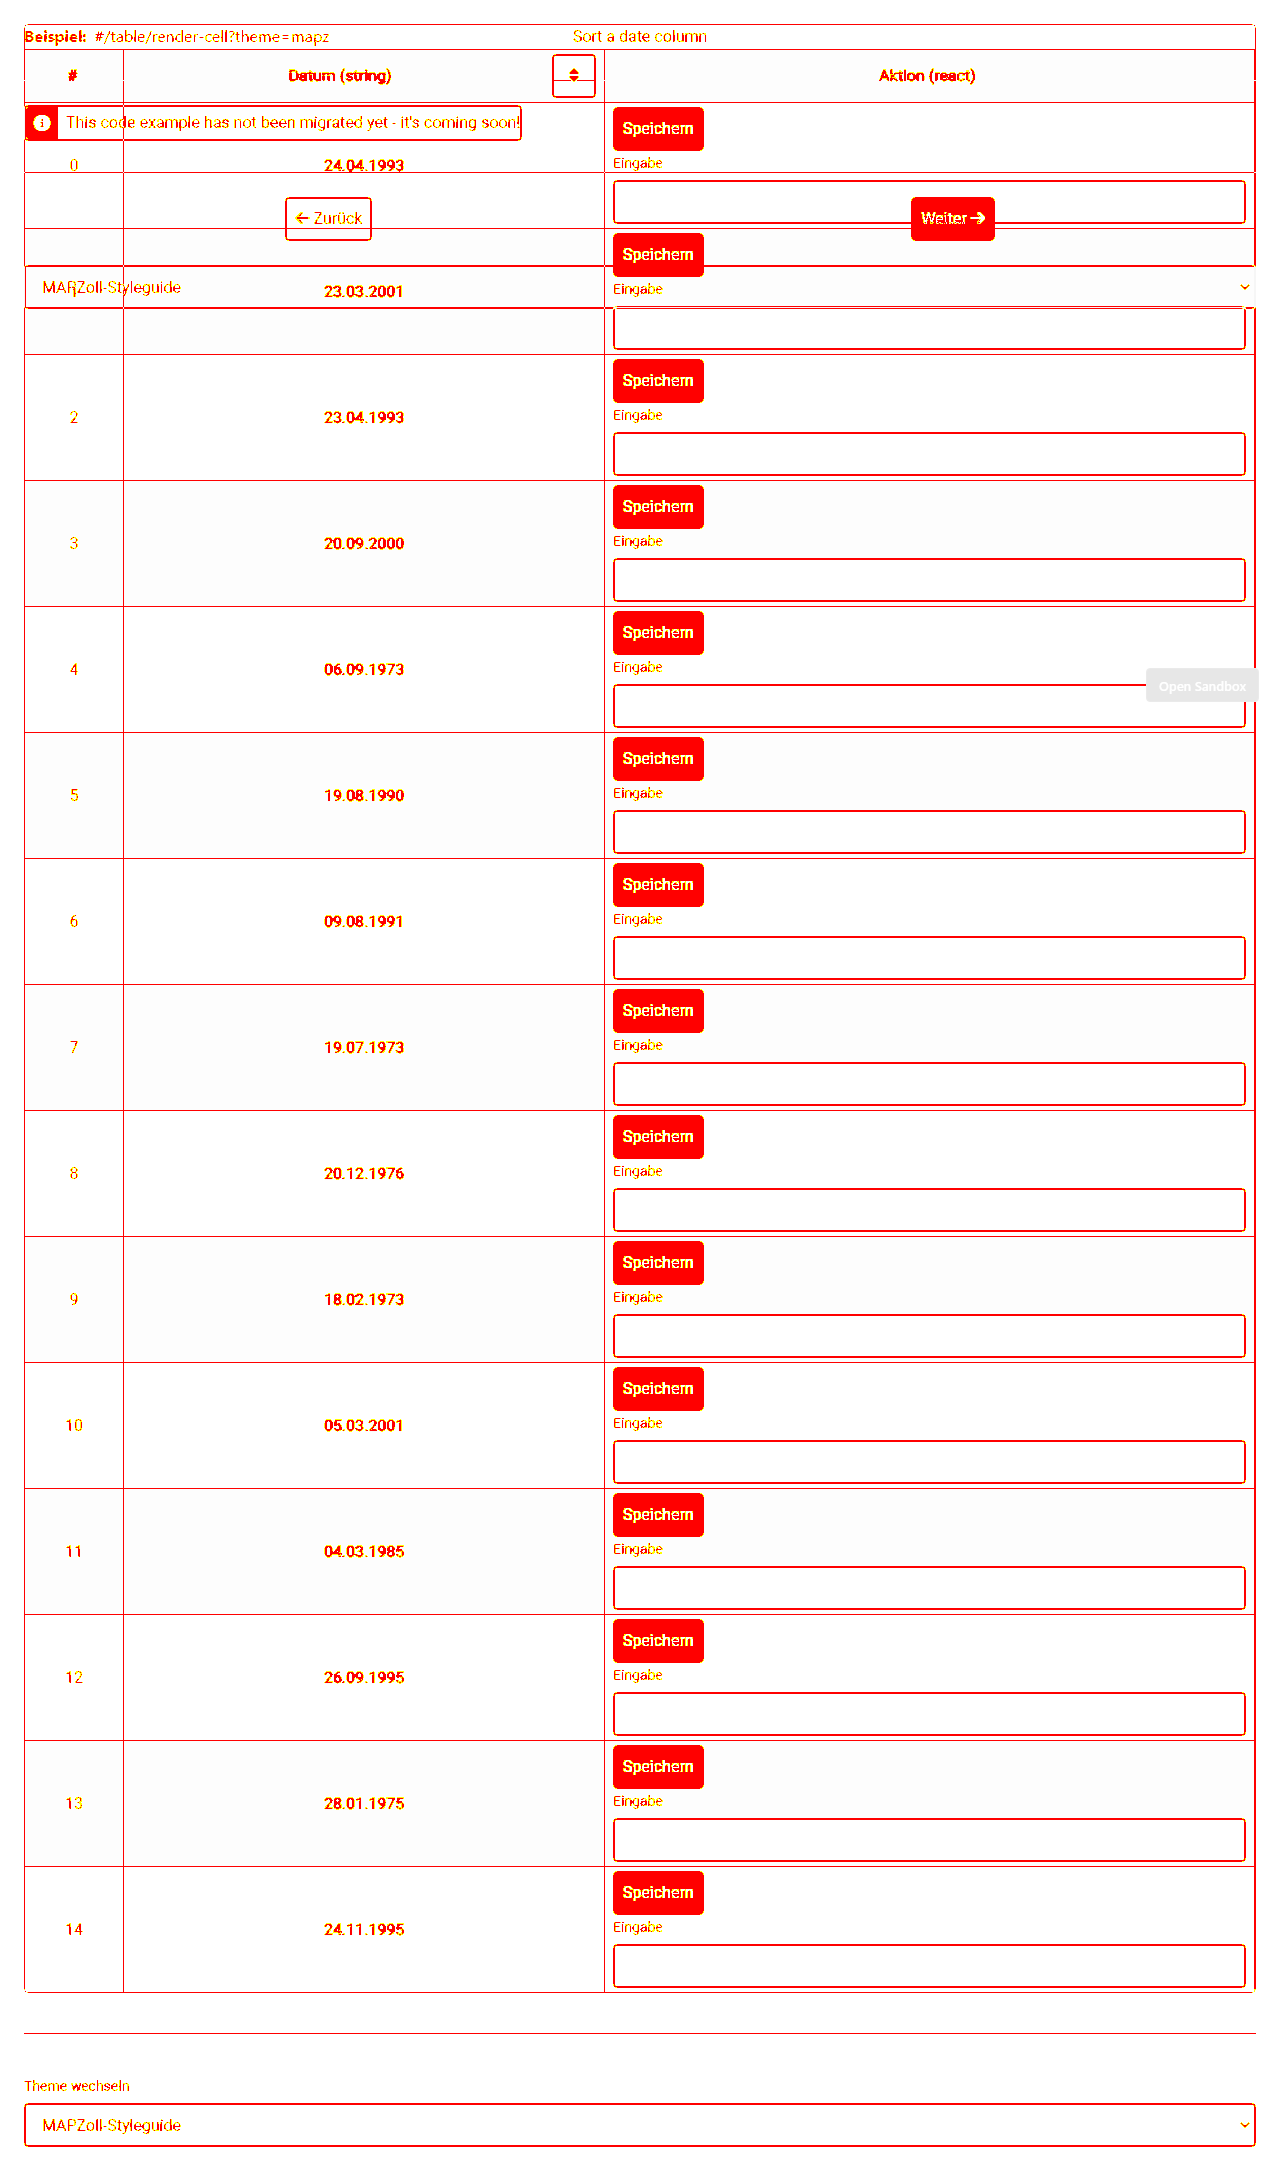 Beispiel: #/table/render-cell?theme=mapz
Sort a date column
# Datum (string) Aktion (react)
This code example has not been migrated yet - it's coming soon!
Speichern
Eingabe
0 24.04.1993
← Zurück
Weiter →
Speichern
MAPZoll-Styleguide
1 23.03.2001
Eingabe
Speichern
2 23.04.1993
Eingabe
Speichern
3 20.09.2000
Eingabe
Speichern
4 06.09.1973
Eingabe
Open Sandbox
Speichern
5 19.08.1990
Eingabe
Speichern
6 09.08.1991
Eingabe
Speichern
7 19.07.1973
Eingabe
Speichern
8 20.12.1976
Eingabe
Speichern
9 18.02.1973
Eingabe
Speichern
10 05.03.2001
Eingabe
Speichern
11 04.03.1985
Eingabe
Speichern
12 26.09.1995
Eingabe
Speichern
13 28.01.1975
Eingabe
Speichern
14 24.11.1995
Eingabe
Theme wechseln
MAPZoll-Styleguide